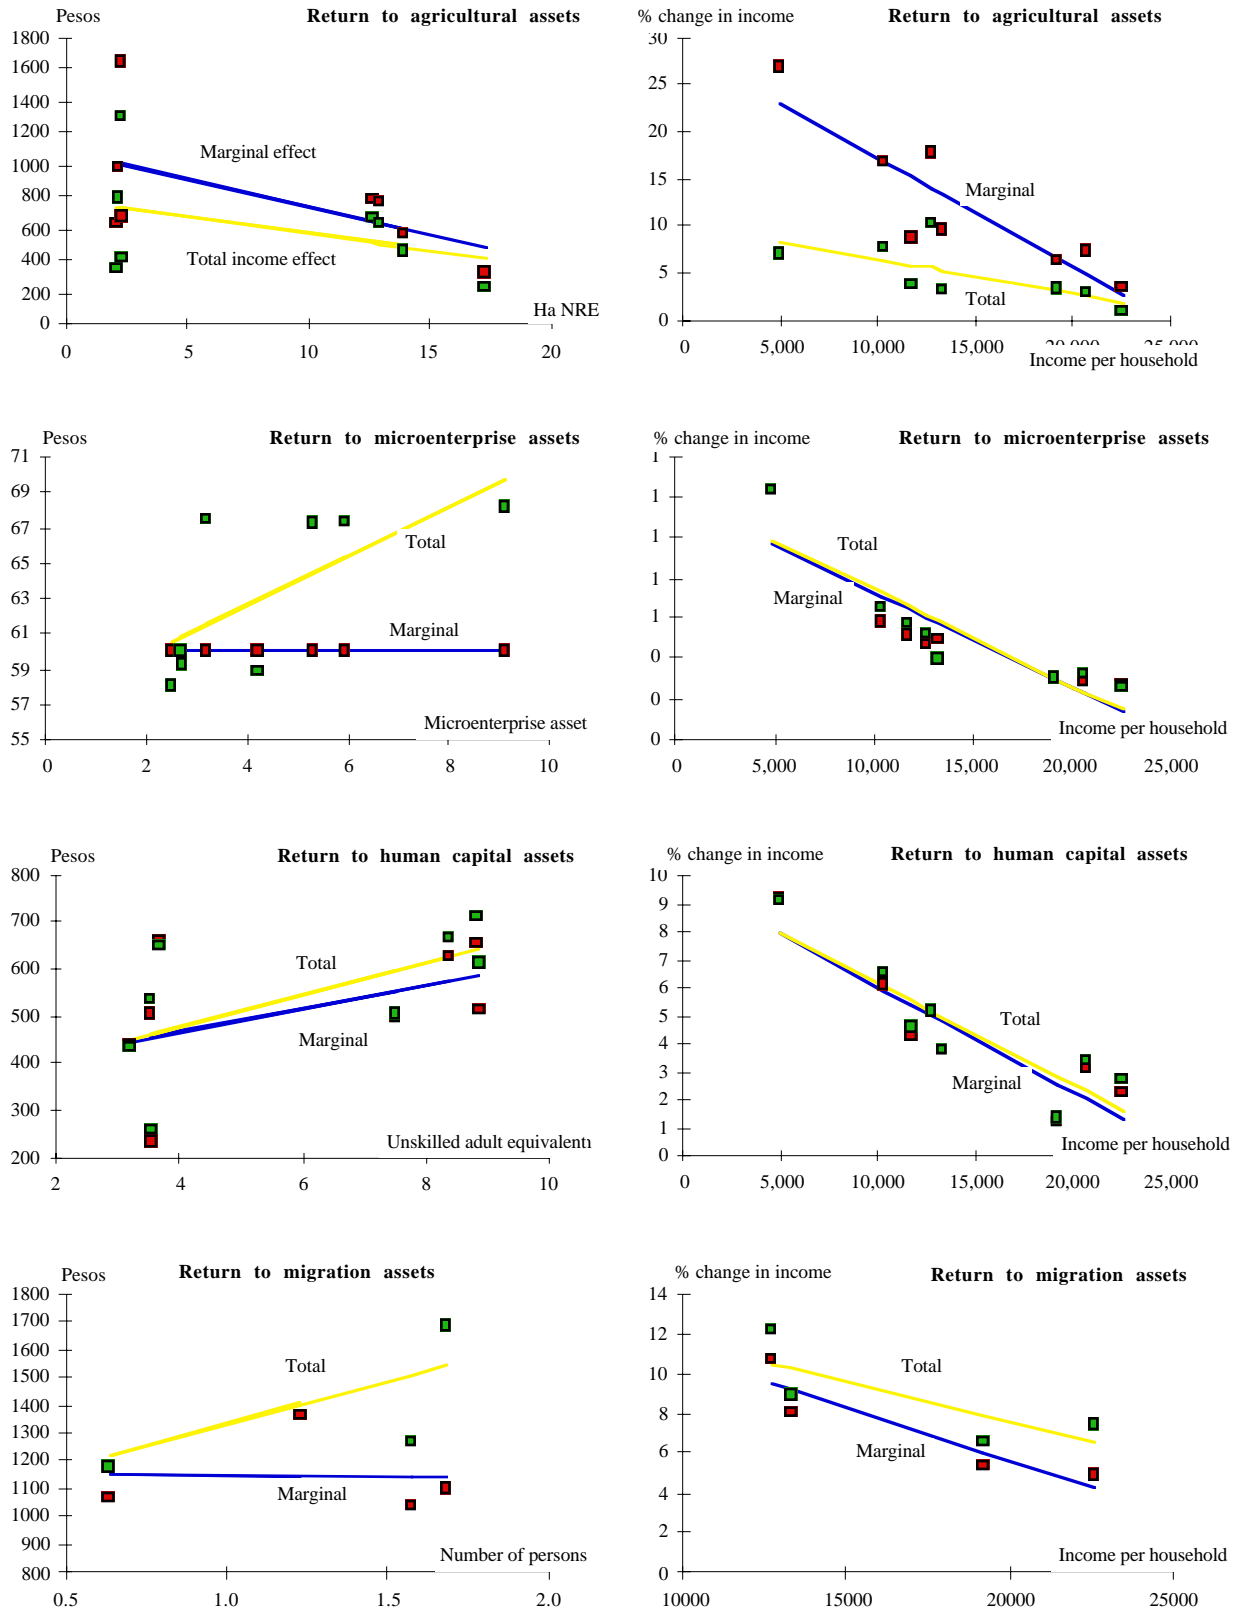 Pesos Return to agricultural assets
1800
1600
1400
1200
1000
800
600
400
200
0
Marginal effect
Total income effect
Ha NRE
0 5 10 15 20
% change in income Return to agricultural assets
30
25
20
15
10
5
0
Marginal
Total
0 5,000 10,000 15,000 20,000 25,000
Income per household
Pesos Return to microenterprise assets
71
69
67
65
63
61
59
57
55
Total
Marginal
Microenterprise asset
0 2 4 6 8 10
% change in income Return to microenterprise assets
1
1
1
1
1
0
0
0
Total
Marginal
Income per household
0 5,000 10,000 15,000 20,000 25,000
Pesos Return to human capital assets
800
700
600
500
400
300
200
Total
Marginal
Unskilled adult equivalent
2 4 6 8 10
% change in income Return to human capital assets
10
9
8
7
6
5
4
3
2
1
0
Total
Marginal
Income per household
0 5,000 10,000 15,000 20,000 25,000
Pesos Return to migration assets
1800
1700
1600
1500
1400
1300
1200
1100
1000
900
800
Total
Marginal
Number of persons
0.5 1.0 1.5 2.0
% change in income Return to migration assets
14
12
10
8
6
4
2
0
Total
Marginal
Income per household
10000 15000 20000 25000